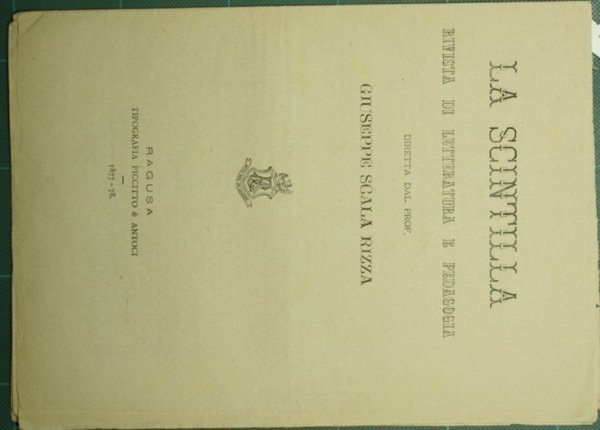 LA SCINTILLA
RIVISTA DI LETTERATURA E PEDAGOGIA
DIRETTA DAL PROF.
GIUSEPPE SCALA RIZZA
RAGUSA
TIPOGRAFIA PICCITTO & ANTOCI
1877-78.